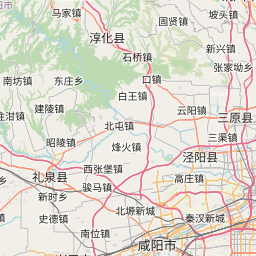 马家镇
固贤镇
坡头镇
淳化县
新兴镇
石桥镇
张家坳乡
口镇
南坊镇
东庄乡
白王镇
建陵镇
云阳镇
三原县
北屯镇
三渠镇
昭陵镇
烽火镇
泾阳县
西张堡镇
礼泉县
高庄镇
骏马镇
新时乡
北塬新城
秦汉新城
史德镇
南位镇
咸阳市